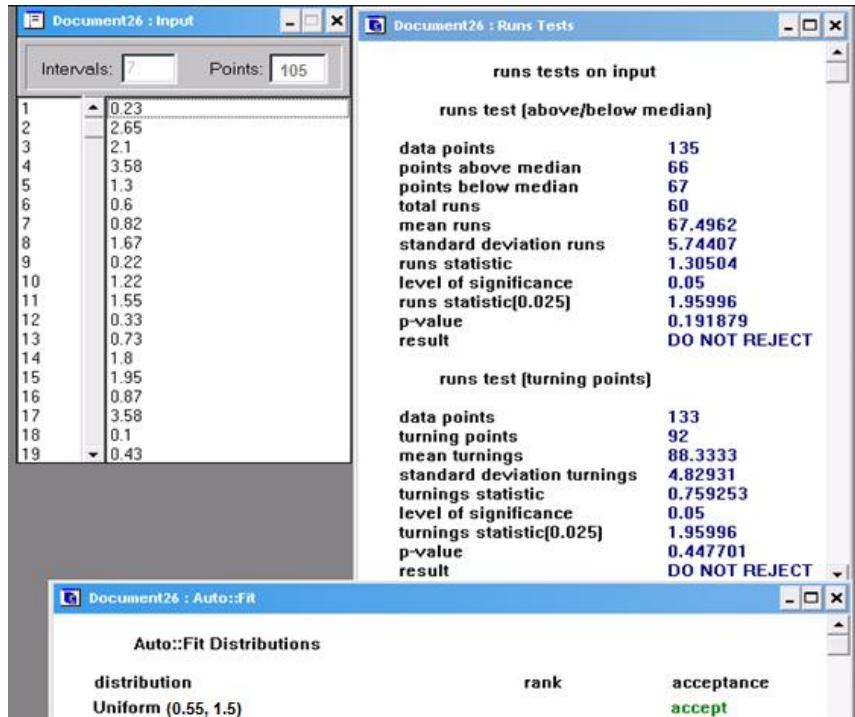 Document26 : Input
Intervals: 7 Points: 105
1 0.23
2 2.65
3 2.1
4 3.58
5 1.3
6 0.6
7 0.82
8 1.67
9 0.22
10 1.22
11 1.55
12 0.33
13 0.73
14 1.8
15 1.95
16 0.87
17 3.58
18 0.1
19 0.43
Document26 : Runs Tests
runs tests on input
runs test (above/below median)
data points 135
points above median 66
points below median 67
total runs 60
mean runs 67.4962
standard deviation runs 5.74407
runs statistic 1.30504
level of significance 0.05
runs statistic(0.025) 1.95996
p-value 0.191879
result DO NOT REJECT
runs test (turning points)
data points 133
turning points 92
mean turnings 88.3333
standard deviation turnings 4.82931
turnings statistic 0.759253
level of significance 0.05
turnings statistic(0.025) 1.95996
p-value 0.447701
result DO NOT REJECT
Document26 : Auto::Fit
Auto::Fit Distributions
distribution rank acceptance
Uniform (0.55, 1.5) accept